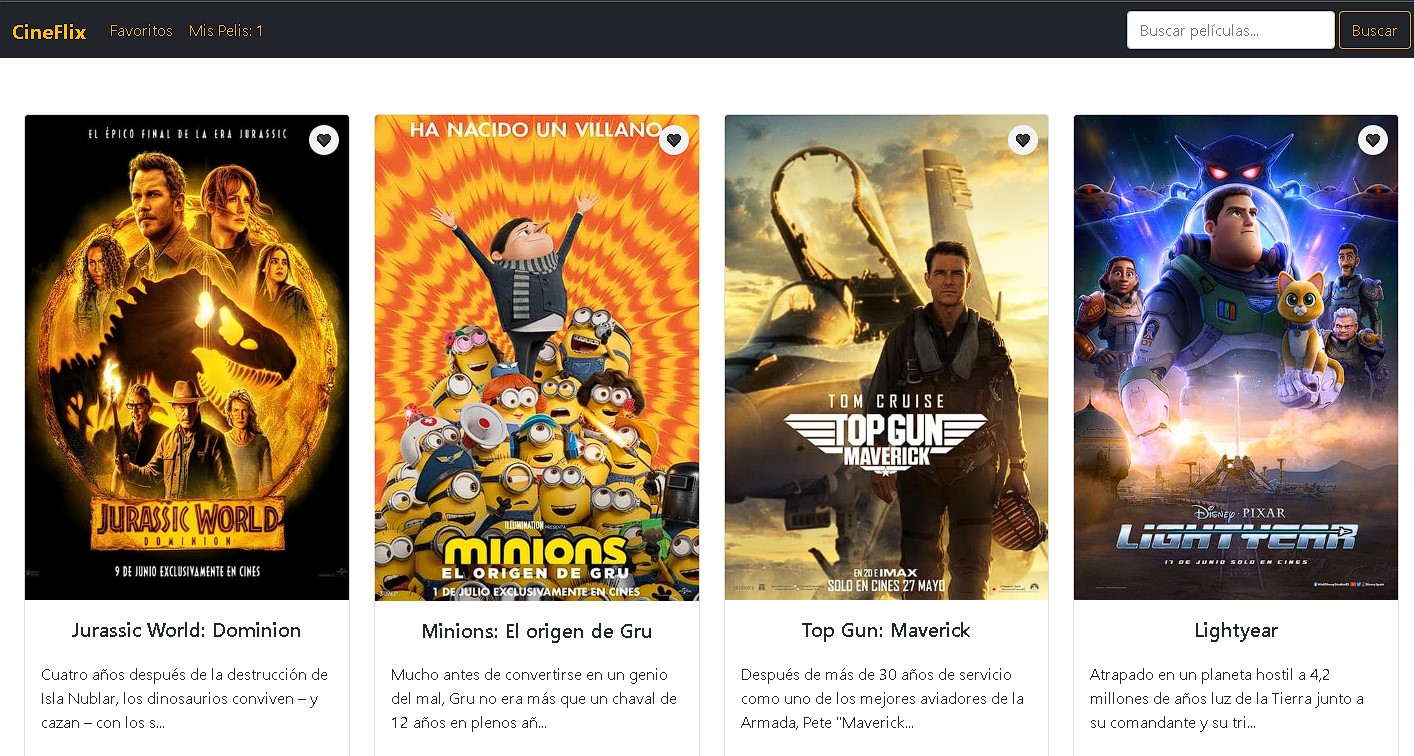 CineFlix Favoritos Mis Pelis: 1 Buscar películas... Buscar
EL ÉPICO FINAL DE LA ERA JURASSIC
JURASSIC WORLD
DOMINION
9 DE JUNIO EXCLUSIVAMENTE EN CINES
HA NACIDO UN VILLANO
ILLUMINATION PRESENTA
minions
EL ORIGEN DE GRU
1 DE JULIO EXCLUSIVAMENTE EN CINES
TOM CRUISE
TOP GUN
MAVERICK
EN 2D E IMAX
SOLO EN CINES 27 MAYO
DISNEY · PIXAR
LIGHTYEAR
17 DE JUNIO SOLO EN CINES
Jurassic World: Dominion
Cuatro años después de la destrucción de
Isla Nublar, los dinosaurios conviven – y
cazan – con los s...
Minions: El origen de Gru
Mucho antes de convertirse en un genio
del mal, Gru no era más que un chaval de
12 años en plenos añ...
Top Gun: Maverick
Después de más de 30 años de servicio
como uno de los mejores aviadores de la
Armada, Pete "Maverick...
Lightyear
Atrapado en un planeta hostil a 4,2
millones de años luz de la Tierra junto a
su comandante y su tri...